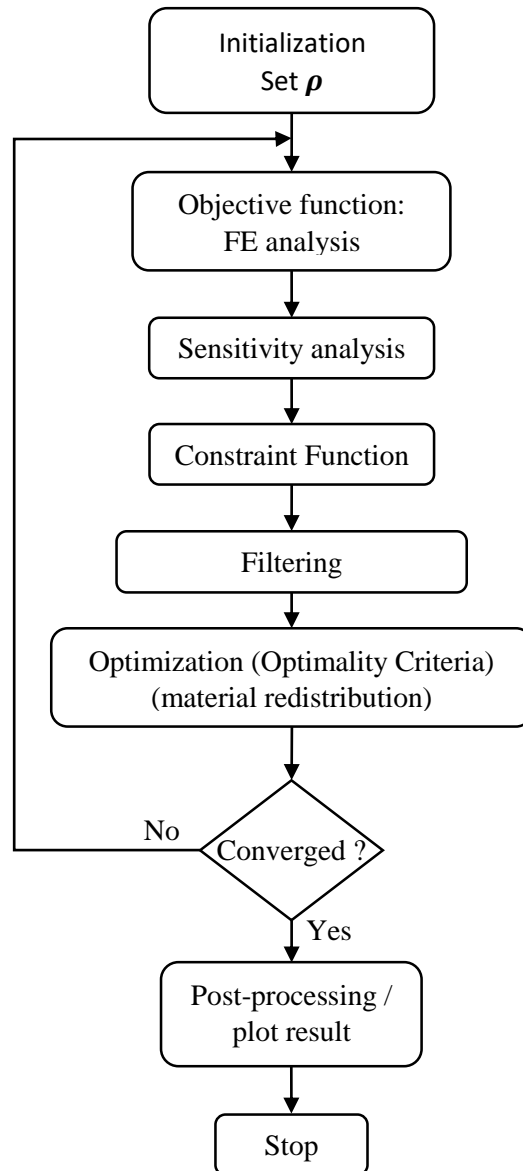 Initialization
Set ρ
Objective function:
FE analysis
Sensitivity analysis
Constraint Function
Filtering
Optimization (Optimality Criteria)
(material redistribution)
No
Converged ?
Yes
Post-processing /
plot result
Stop